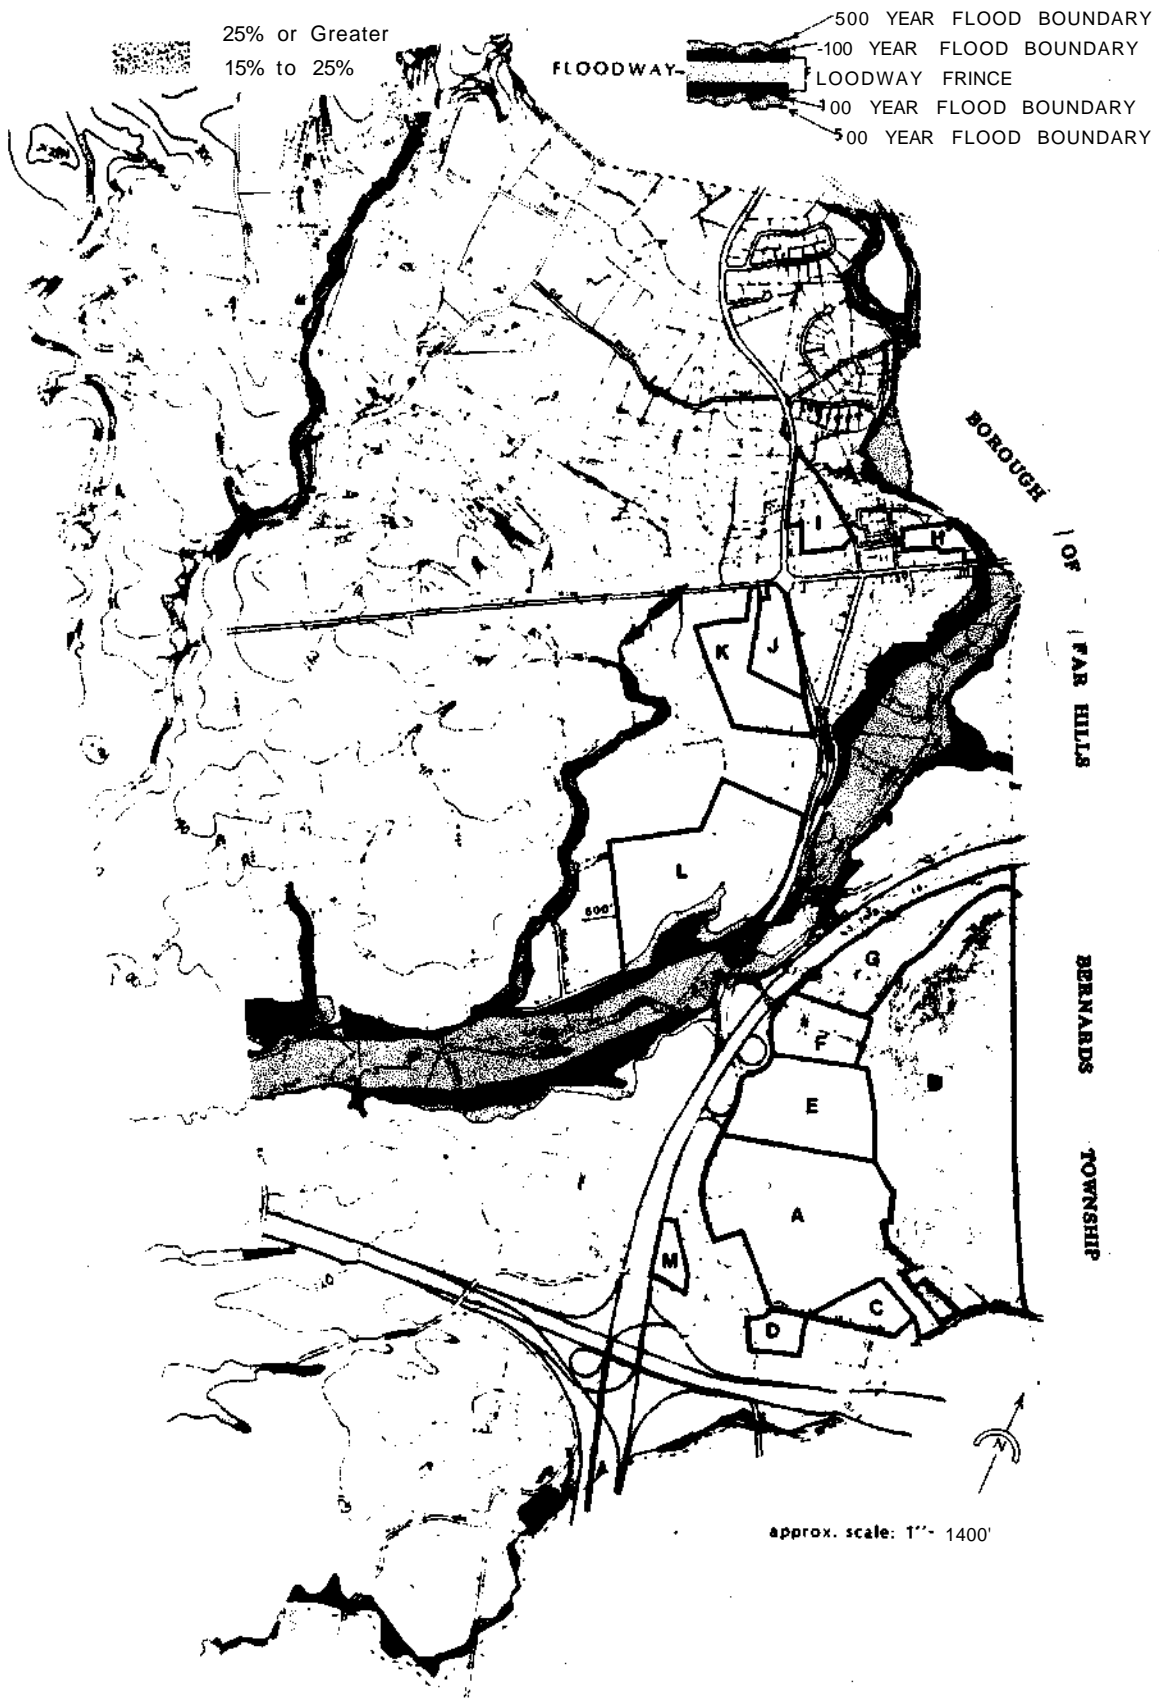 25% or Greater
15% to 25%
500 YEAR FLOOD BOUNDARY
-100 YEAR FLOOD BOUNDARY
FLOODWAY-
LOODWAY FRINCE
100 YEAR FLOOD BOUNDARY
500 YEAR FLOOD BOUNDARY
BOROUGH
OF
FAR HILLS
I
H
K
J
L
600'
G
F
B
E
A
M
C
D
BERNARDS
TOWNSHIP
N
approx. scale: 1"- 1400'